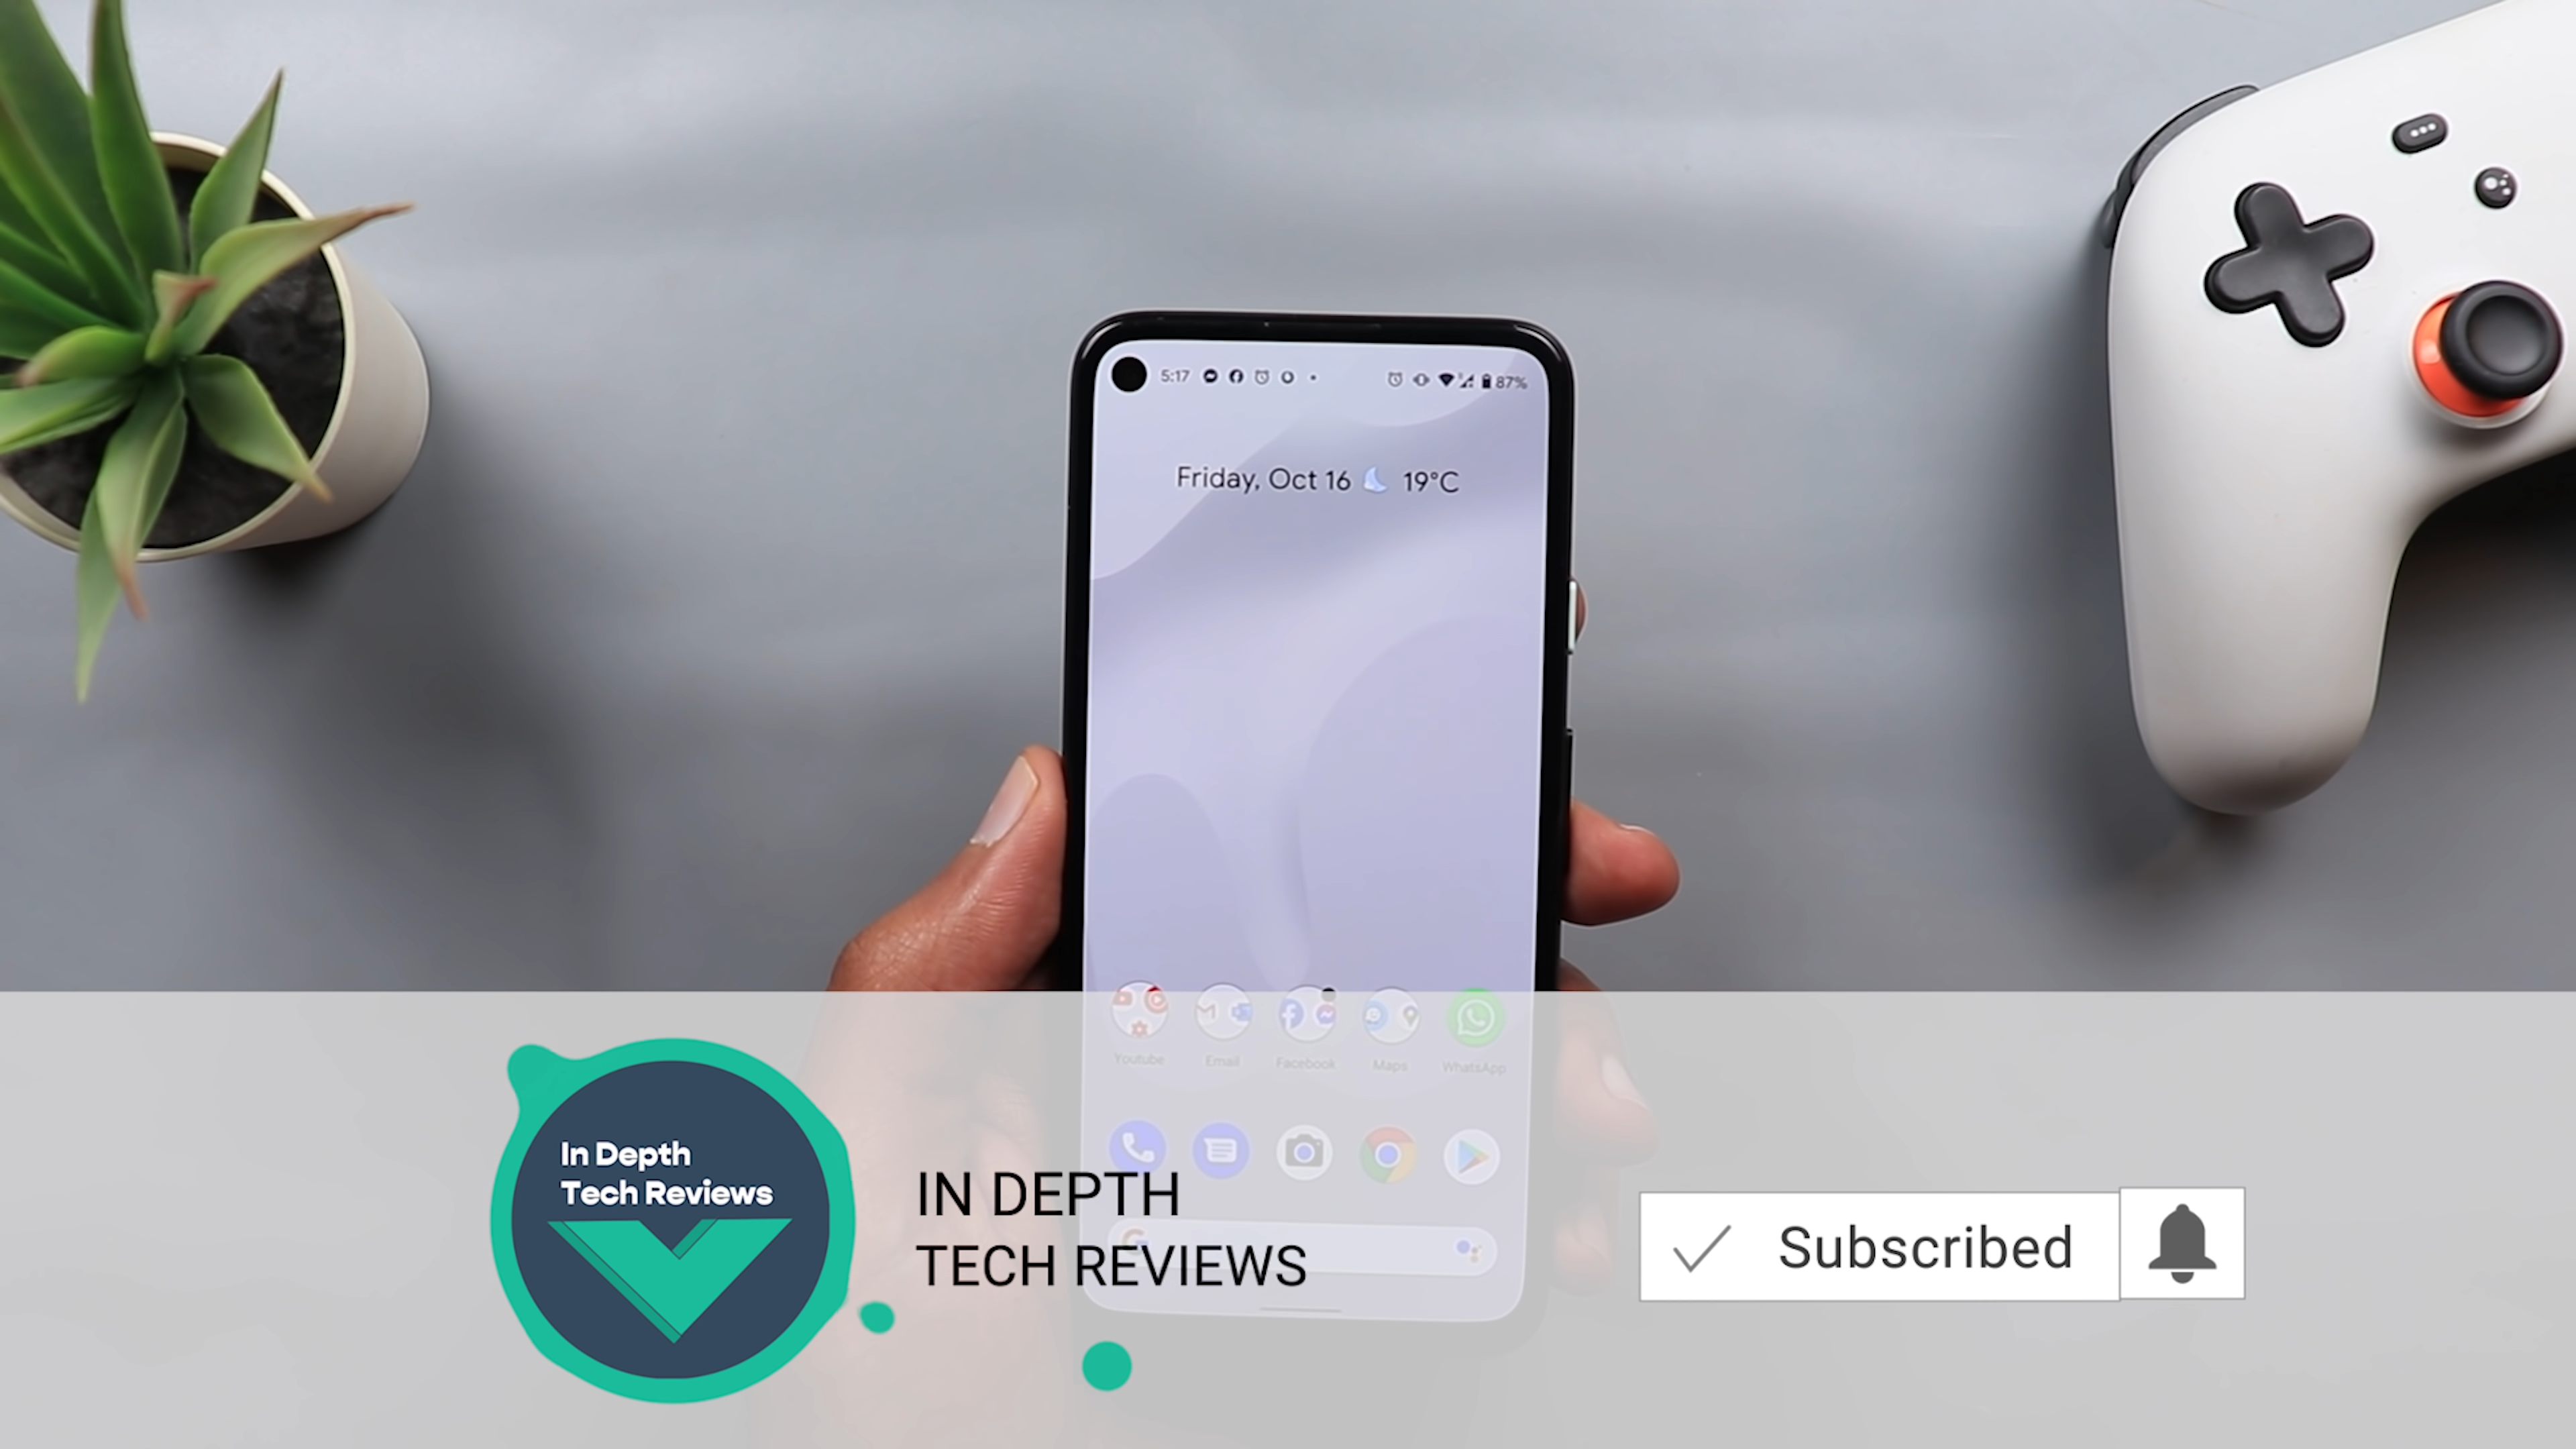 5:17
87%
Friday, Oct 16 19°C
Youtube Email Facebook Maps WhatsApp
In Depth
Tech Reviews
IN DEPTH
TECH REVIEWS
Subscribed